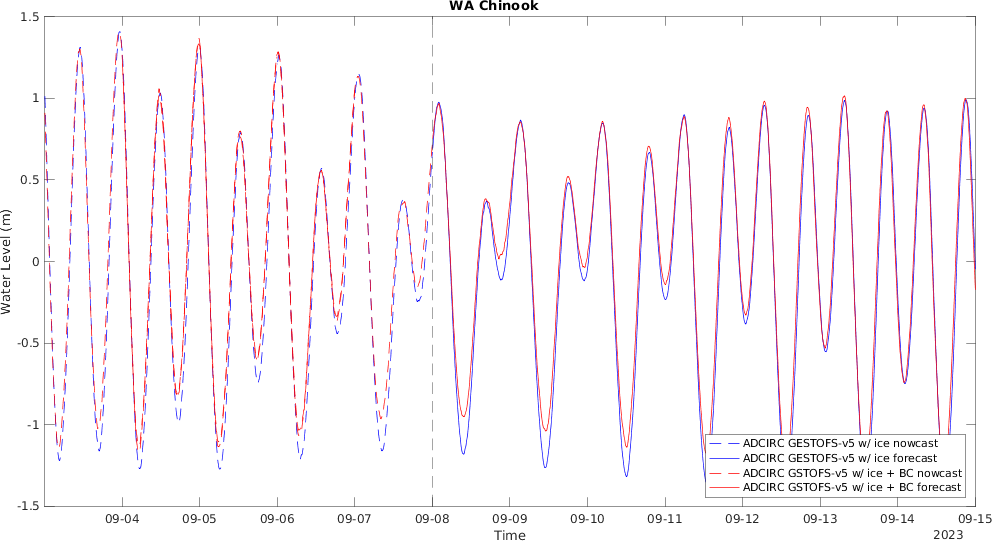 WA Chinook
1.5
1
0.5
0
-0.5
-1
-1.5
Water Level (m)
ADCIRC GESTOFS-v5 w/ ice nowcast
ADCIRC GESTOFS-v5 w/ ice forecast
ADCIRC GSTOFS-v5 w/ ice + BC nowcast
ADCIRC GSTOFS-v5 w/ ice + BC forecast
09-04 09-05 09-06 09-07 09-08 09-09 09-10 09-11 09-12 09-13 09-14 09-15
Time
2023